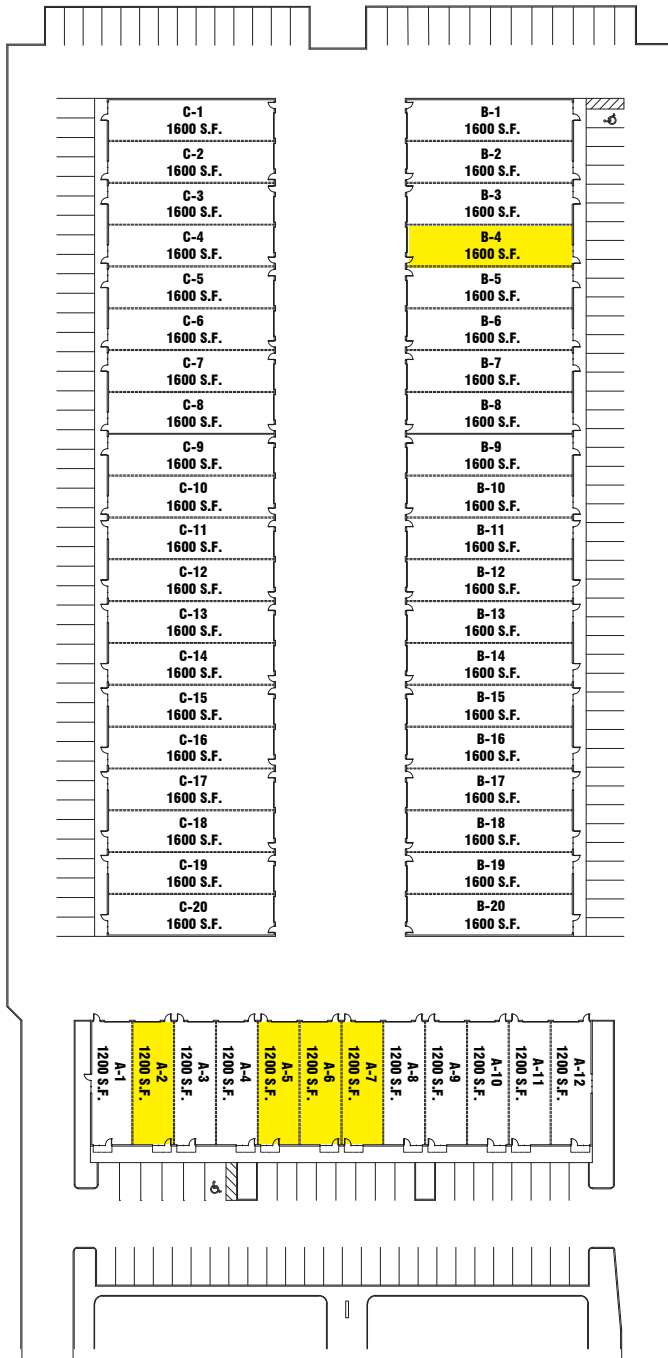 C-1
1600 S.F.
C-2
1600 S.F.
C-3
1600 S.F.
C-4
1600 S.F.
C-5
1600 S.F.
C-6
1600 S.F.
C-7
1600 S.F.
C-8
1600 S.F.
C-9
1600 S.F.
C-10
1600 S.F.
C-11
1600 S.F.
C-12
1600 S.F.
C-13
1600 S.F.
C-14
1600 S.F.
C-15
1600 S.F.
C-16
1600 S.F.
C-17
1600 S.F.
C-18
1600 S.F.
C-19
1600 S.F.
C-20
1600 S.F.
B-1
1600 S.F.
B-2
1600 S.F.
B-3
1600 S.F.
B-4
1600 S.F.
B-5
1600 S.F.
B-6
1600 S.F.
B-7
1600 S.F.
B-8
1600 S.F.
B-9
1600 S.F.
B-10
1600 S.F.
B-11
1600 S.F.
B-12
1600 S.F.
B-13
1600 S.F.
B-14
1600 S.F.
B-15
1600 S.F.
B-16
1600 S.F.
B-17
1600 S.F.
B-18
1600 S.F.
B-19
1600 S.F.
B-20
1600 S.F.
A-1
1200 S.F.
A-2
1200 S.F.
A-3
1200 S.F.
A-4
1200 S.F.
A-5
1200 S.F.
A-6
1200 S.F.
A-7
1200 S.F.
A-8
1200 S.F.
A-9
1200 S.F.
A-10
1200 S.F.
A-11
1200 S.F.
A-12
1200 S.F.